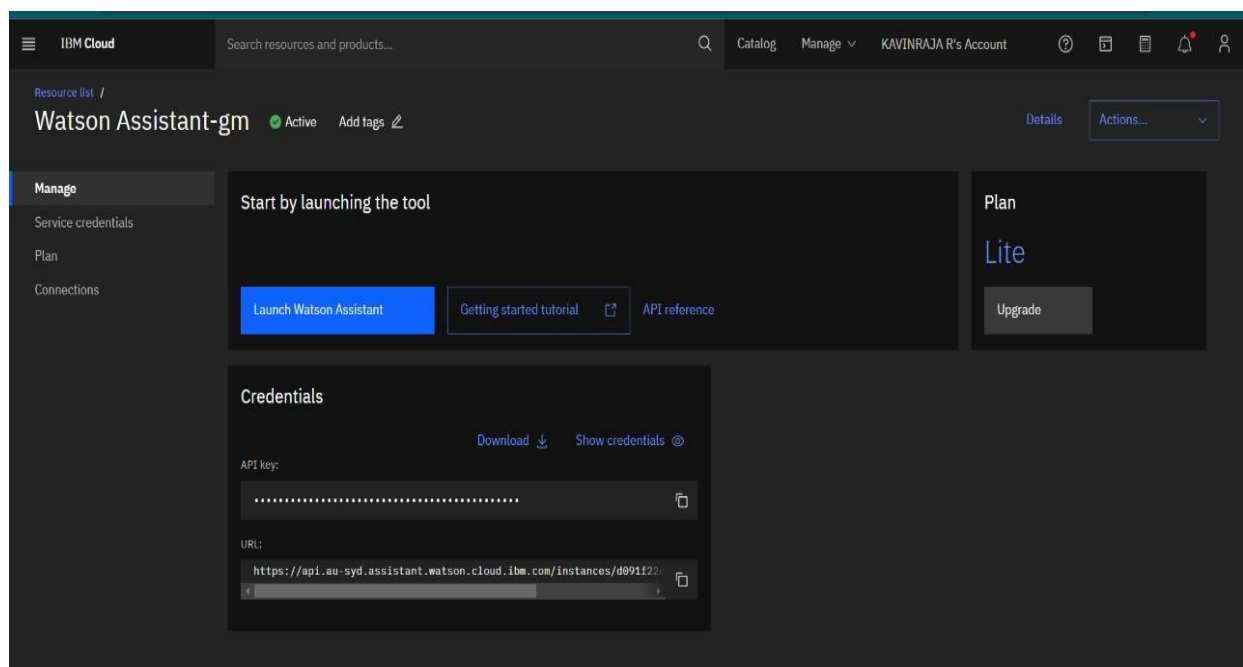 IBM Cloud
Search resources and products...
Catalog
Manage
KAVINRAJA R's Account
Resource list /
Watson Assistant-gm
Active
Add tags
Details
Actions...
Manage
Service credentials
Plan
Connections
Start by launching the tool
Launch Watson Assistant
Getting started tutorial
API reference
Plan
Lite
Upgrade
Credentials
Download
Show credentials
API key:
••••••••••••••••••••••••••••••••••••••••••••
URL:
https://api.au-syd.assistant.watson.cloud.ibm.com/instances/d091f22